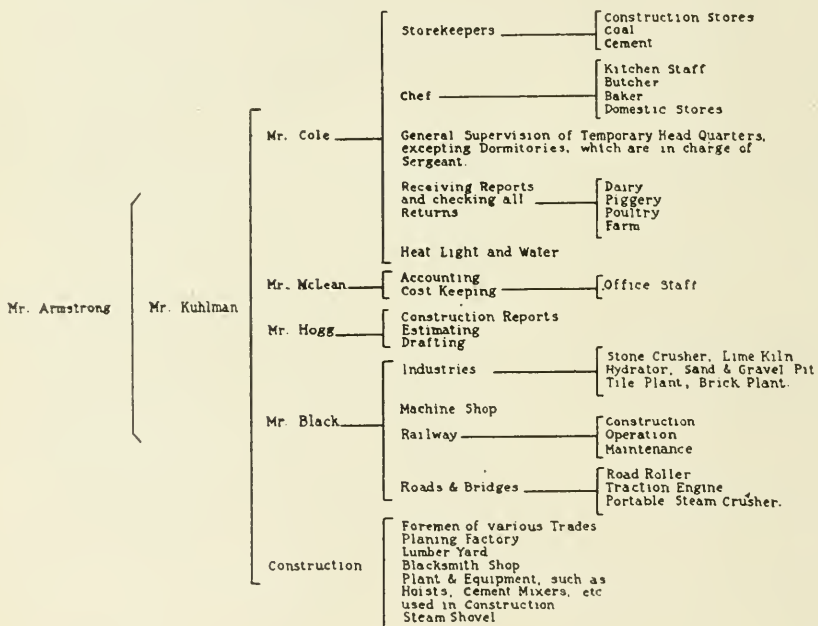 Mr. Armstrong
Mr. Kuhlman
Mr. Cole
Storekeepers
Construction Stores
Coal
Cement
Chef
Kitchen Staff
Butcher
Baker
Domestic Stores
General Supervision of Temporary Head Quarters,
excepting Dormitories, which are in charge of
Sergeant.
Receiving Reports
and checking all
Returns
Dairy
Piggery
Poultry
Farm
Heat Light and Water
Mr. McLean
Accounting
Cost Keeping
Office Staff
Mr. Hogg
Construction Reports
Estimating
Drafting
Mr. Black
Industries
Stone Crusher, Lime Kiln
Hydrator, Sand & Gravel Pit
Tile Plant, Brick Plant.
Machine Shop
Railway
Construction
Operation
Maintenance
Roads & Bridges
Road Roller
Traction Engine
Portable Steam Crusher.
Construction
Foremen of various Trades
Planing Factory
Lumber Yard
Blacksmith Shop
Plant & Equipment, such as
Hoists, Cement Mixers, etc
used in Construction
Steam Shovel